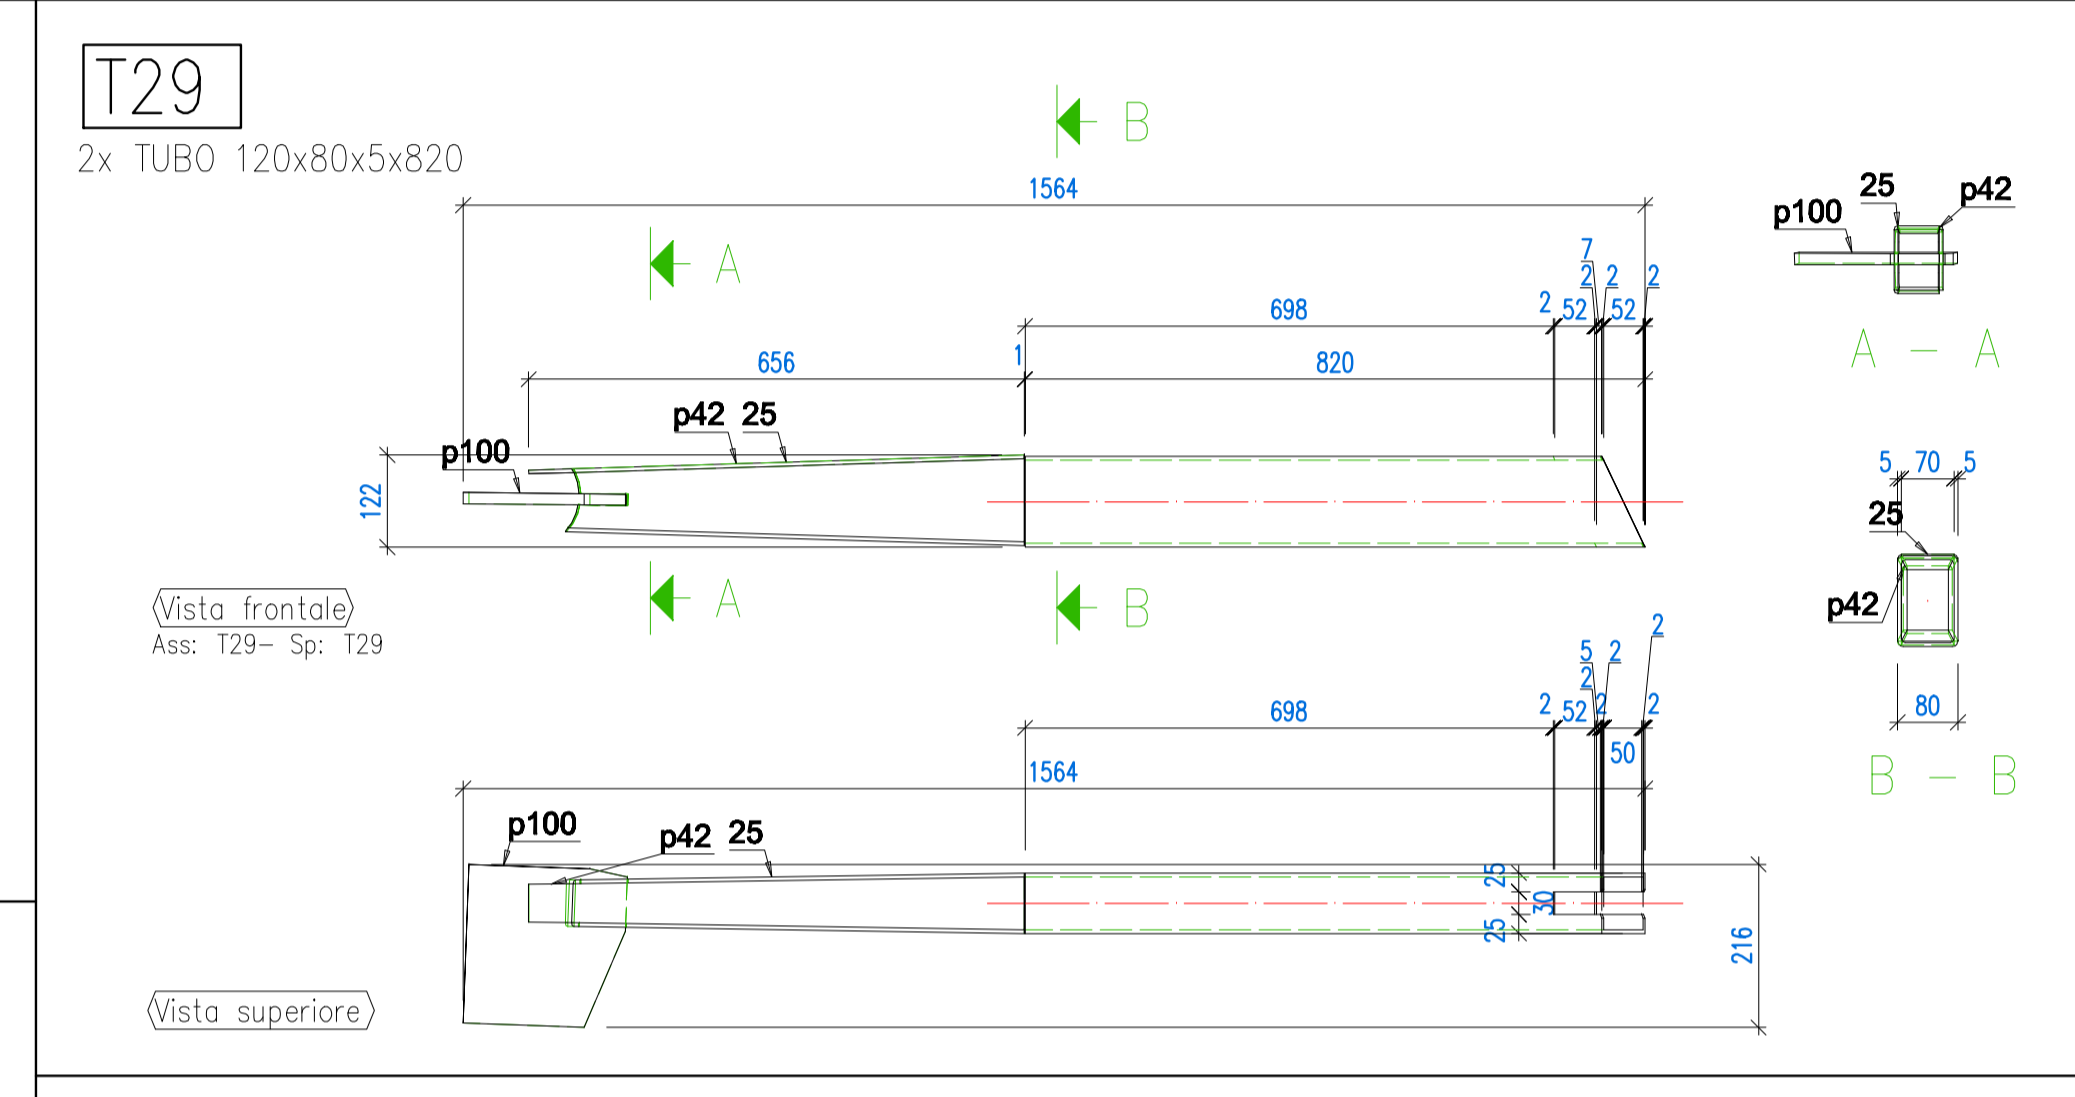 T29
2x TUBO 120x80x5x820
B
1564
A
7
2 2 2
698
2 52 52
656
1
820
p42 25
p100
122
Vista frontale
Ass: T29- Sp: T29
A
B
25
p42
p100
A - A
5 70 5
25
p42
80
B - B
2
5 2
2
698
2 52 2 2
50
1564
p100
p42 25
25
30
25
216
Vista superiore